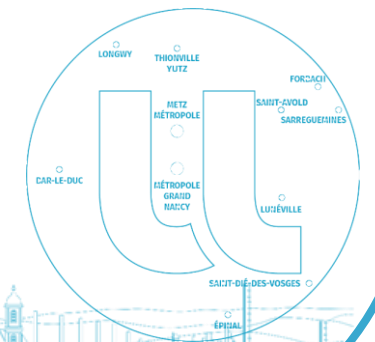 LONGWY
THIONVILLE
YUTZ
FORBACH
METZ
MÉTROPOLE
SAINT-AVOLD
SARREGUEMINES
BAR-LE-DUC
MÉTROPOLE
GRAND
NANCY
LUNÉVILLE
SAINT-DIÉ-DES-VOSGES
ÉPINAL